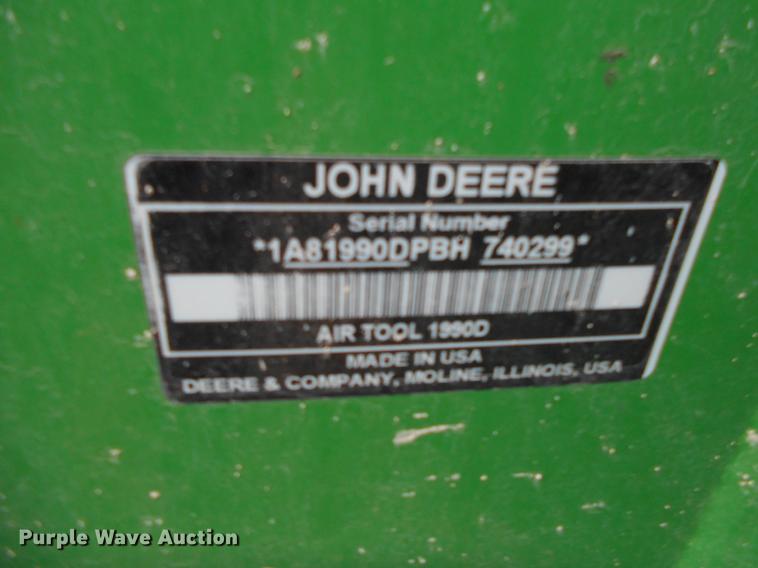 JOHN DEERE
Serial Number
*1A81990DPBH 740299*
AIR TOOL 1990D
MADE IN USA
DEERE & COMPANY, MOLINE, ILLINOIS, USA
Purple Wave Auction